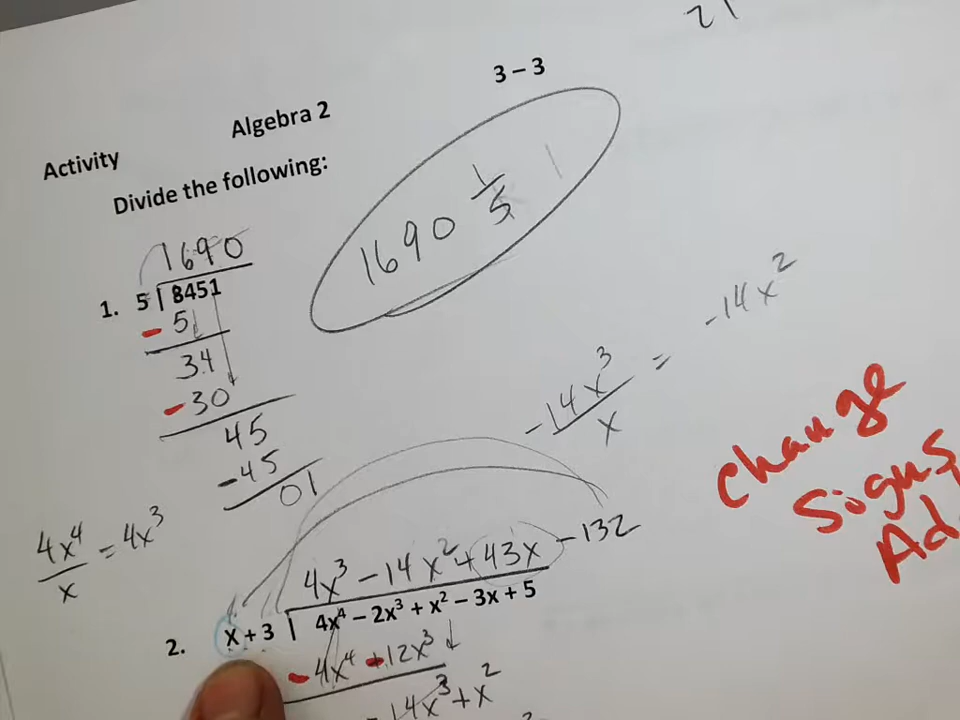 21
3 – 3
Algebra 2
Activity
Divide the following:
1690 1/5 1
1690
1. 5 | 8451
- 5
34
- 30
45
- 45
01
-14x³/x = -14x²
Change
Signs,
4x⁴/x = 4x³
4x³ - 14x² + 43x - 132
2. x + 3 | 4x⁴ – 2x³ + x² – 3x + 5
- 4x⁴ - 12x³
- 14x³ + x²